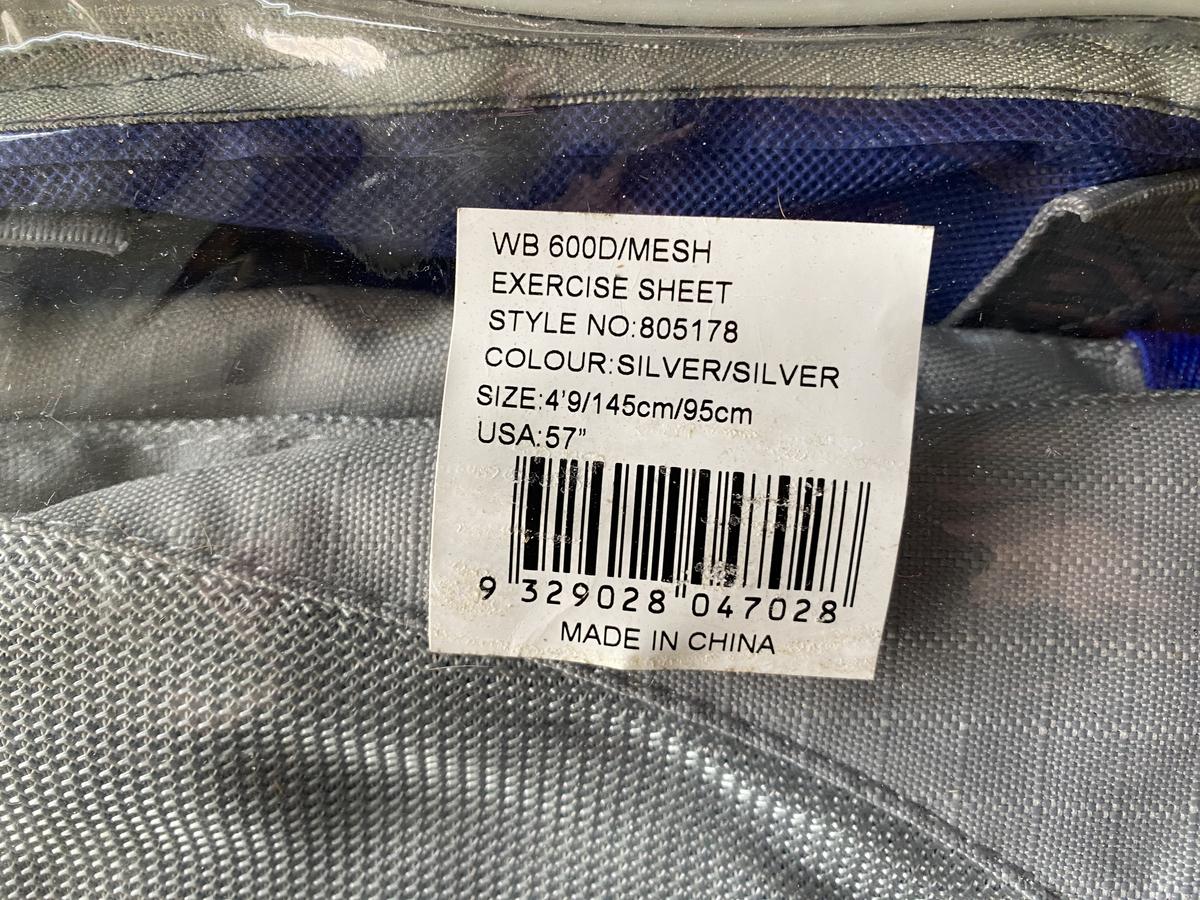 WB 600D/MESH
EXERCISE SHEET
STYLE NO:805178
COLOUR:SILVER/SILVER
SIZE:4'9/145cm/95cm
USA:57”
9 329028 047028
MADE IN CHINA